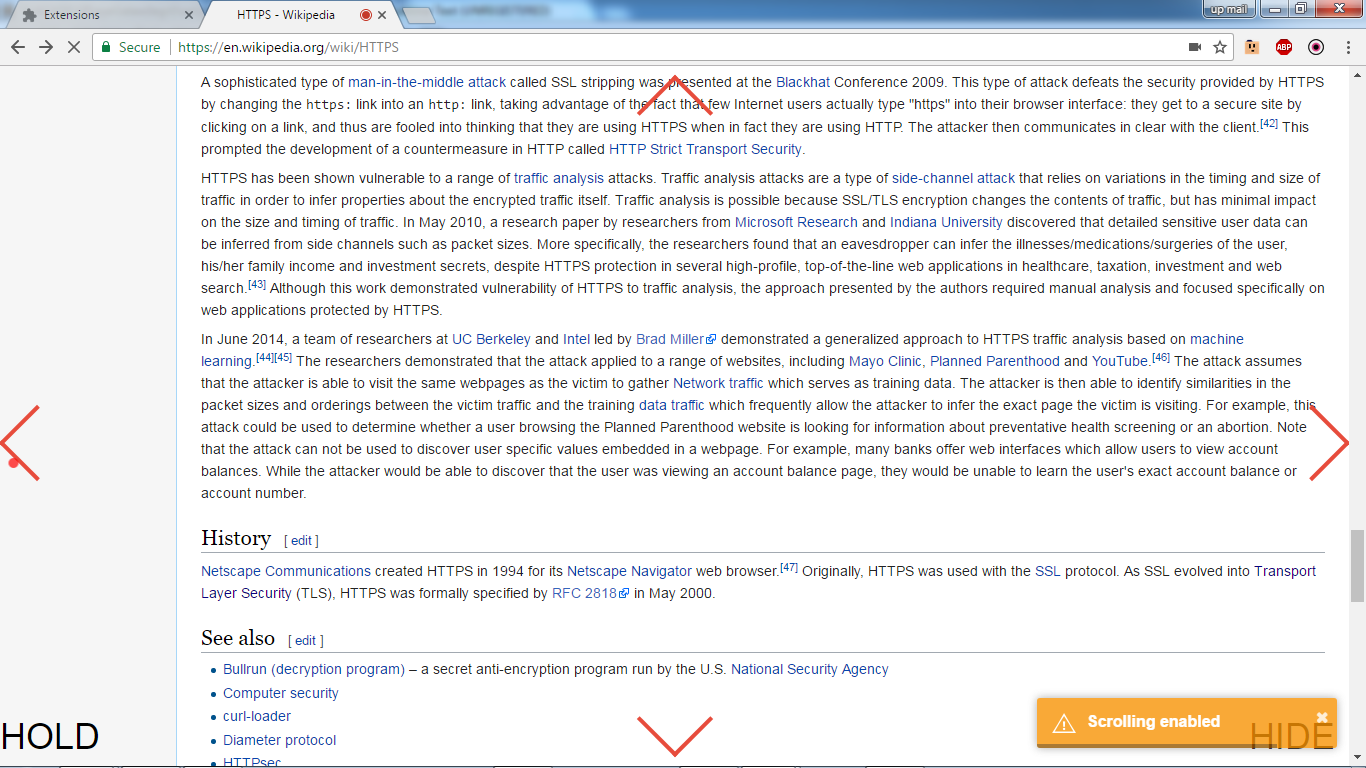 Extensions
HTTPS - Wikipedia
up mail
Secure
https://en.wikipedia.org/wiki/HTTPS
ABP
A sophisticated type of man-in-the-middle attack called SSL stripping was presented at the Blackhat Conference 2009. This type of attack defeats the security provided by HTTPS
by changing the https: link into an http: link, taking advantage of the fact that few Internet users actually type "https" into their browser interface: they get to a secure site by
clicking on a link, and thus are fooled into thinking that they are using HTTPS when in fact they are using HTTP. The attacker then communicates in clear with the client.[42] This
prompted the development of a countermeasure in HTTP called HTTP Strict Transport Security.
HTTPS has been shown vulnerable to a range of traffic analysis attacks. Traffic analysis attacks are a type of side-channel attack that relies on variations in the timing and size of
traffic in order to infer properties about the encrypted traffic itself. Traffic analysis is possible because SSL/TLS encryption changes the contents of traffic, but has minimal impact
on the size and timing of traffic. In May 2010, a research paper by researchers from Microsoft Research and Indiana University discovered that detailed sensitive user data can
be inferred from side channels such as packet sizes. More specifically, the researchers found that an eavesdropper can infer the illnesses/medications/surgeries of the user,
his/her family income and investment secrets, despite HTTPS protection in several high-profile, top-of-the-line web applications in healthcare, taxation, investment and web
search.[43] Although this work demonstrated vulnerability of HTTPS to traffic analysis, the approach presented by the authors required manual analysis and focused specifically on
web applications protected by HTTPS.
In June 2014, a team of researchers at UC Berkeley and Intel led by Brad Miller demonstrated a generalized approach to HTTPS traffic analysis based on machine
learning.[44][45] The researchers demonstrated that the attack applied to a range of websites, including Mayo Clinic, Planned Parenthood and YouTube.[46] The attack assumes
that the attacker is able to visit the same webpages as the victim to gather Network traffic which serves as training data. The attacker is then able to identify similarities in the
packet sizes and orderings between the victim traffic and the training data traffic which frequently allow the attacker to infer the exact page the victim is visiting. For example, this
attack could be used to determine whether a user browsing the Planned Parenthood website is looking for information about preventative health screening or an abortion. Note
that the attack can not be used to discover user specific values embedded in a webpage. For example, many banks offer web interfaces which allow users to view account
balances. While the attacker would be able to discover that the user was viewing an account balance page, they would be unable to learn the user's exact account balance or
account number.
History [ edit ]
Netscape Communications created HTTPS in 1994 for its Netscape Navigator web browser.[47] Originally, HTTPS was used with the SSL protocol. As SSL evolved into Transport
Layer Security (TLS), HTTPS was formally specified by RFC 2818 in May 2000.
See also [ edit ]
Bullrun (decryption program) – a secret anti-encryption program run by the U.S. National Security Agency
Computer security
curl-loader
Diameter protocol
HTTPsec
Scrolling enabled
HOLD
HIDE